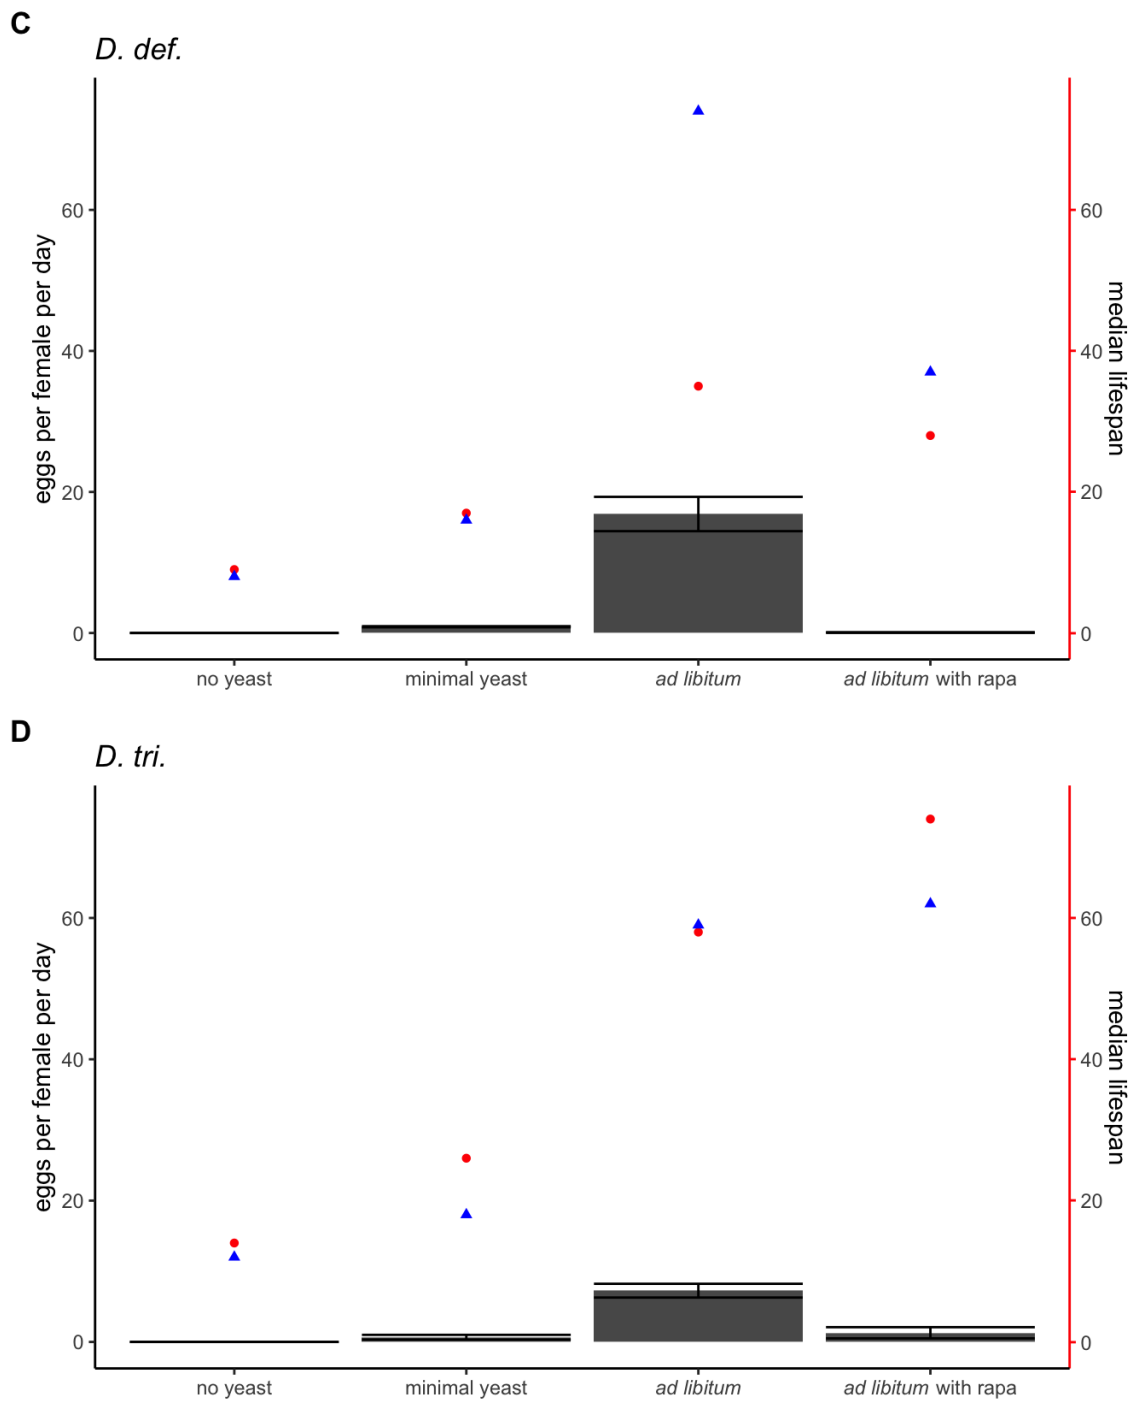 C
D. def.
60
40
20
0
eggs per female per day
60
40
20
0
median lifespan
no yeast
minimal yeast
ad libitum
ad libitum with rapa
D
D. tri.
60
40
20
0
eggs per female per day
60
40
20
0
median lifespan
no yeast
minimal yeast
ad libitum
ad libitum with rapa